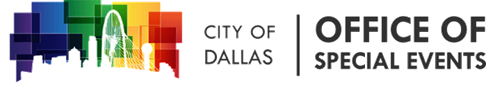 CITY OF
DALLAS
OFFICE OF
SPECIAL EVENTS